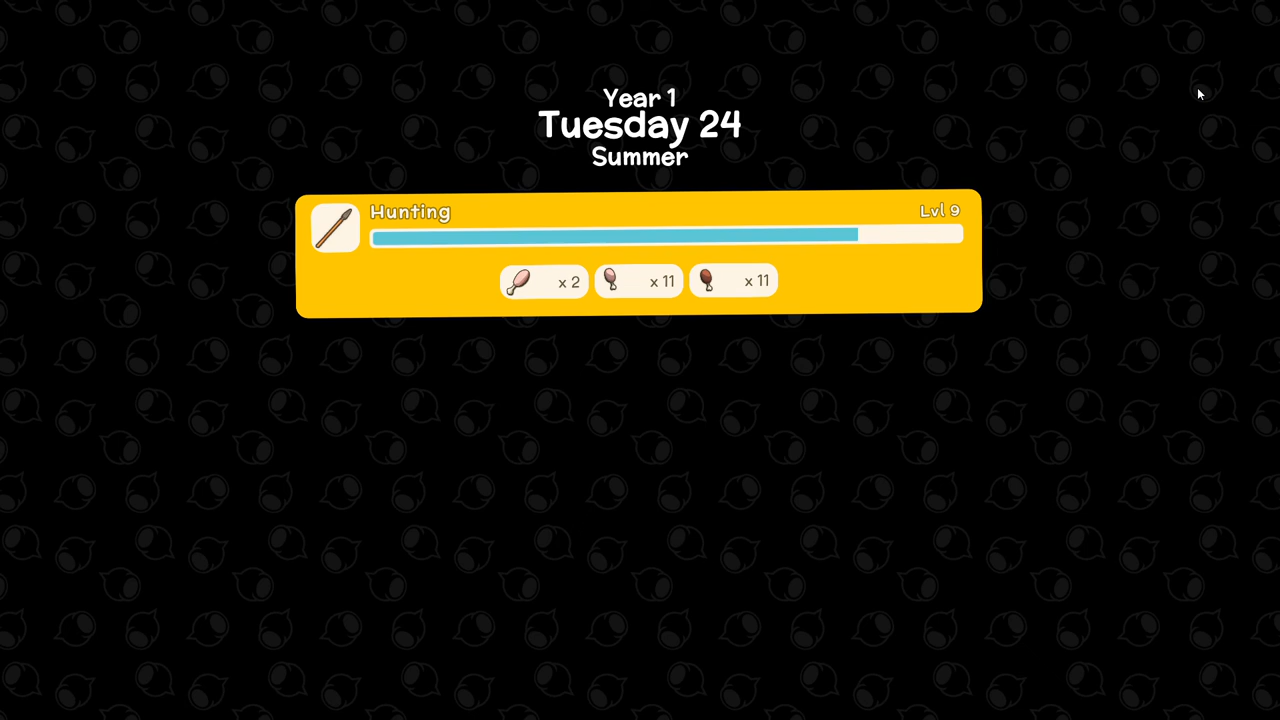 Year 1
Tuesday 24
Summer
Hunting
Lvl 9
x 2
x 11
x 11